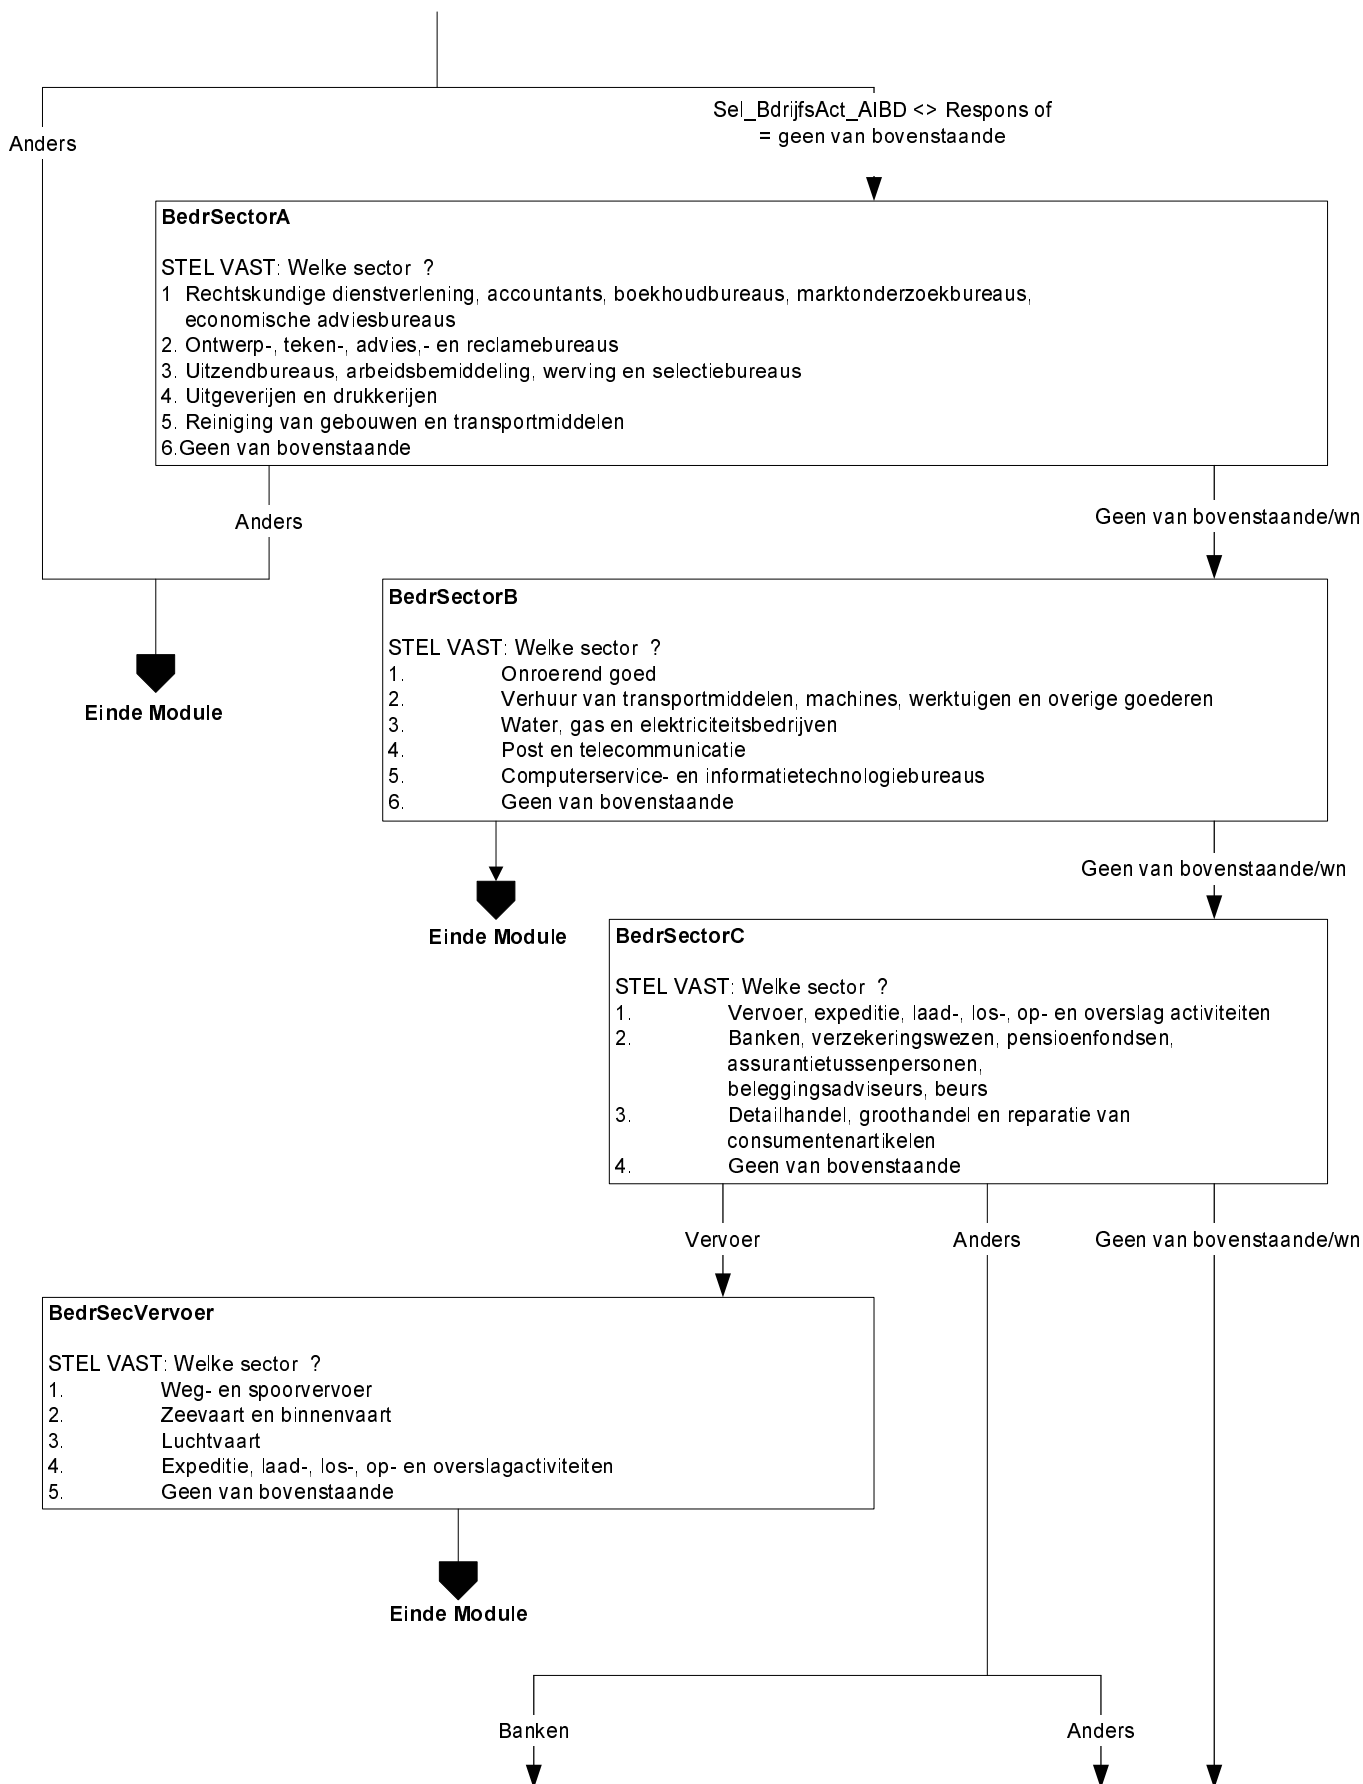 Sel_BdrijfsAct_AIBD <> Respons of
= geen van bovenstaande
Anders
BedrSectorA
STEL VAST: Welke sector ?
1 Rechtskundige dienstverlening, accountants, boekhoudbureaus, marktonderzoekbureaus,
economische adviesbureaus
2. Ontwerp-, teken-, advies,- en reclamebureaus
3. Uitzendbureaus, arbeidsbemiddeling, werving en selectiebureaus
4. Uitgeverijen en drukkerijen
5. Reiniging van gebouwen en transportmiddelen
6.Geen van bovenstaande
Anders
Geen van bovenstaande/wn
Einde Module
BedrSectorB
STEL VAST: Welke sector ?
1. Onroerend goed
2. Verhuur van transportmiddelen, machines, werktuigen en overige goederen
3. Water, gas en elektriciteitsbedrijven
4. Post en telecommunicatie
5. Computerservice- en informatietechnologiebureaus
6. Geen van bovenstaande
Geen van bovenstaande/wn
Einde Module
BedrSectorC
STEL VAST: Welke sector ?
1. Vervoer, expeditie, laad-, los-, op- en overslag activiteiten
2. Banken, verzekeringswezen, pensioenfondsen,
assurantietussenpersonen,
beleggingsadviseurs, beurs
3. Detailhandel, groothandel en reparatie van
consumentenartikelen
4. Geen van bovenstaande
Vervoer
Anders
Geen van bovenstaande/wn
BedrSecVervoer
STEL VAST: Welke sector ?
1. Weg- en spoorvervoer
2. Zeevaart en binnenvaart
3. Luchtvaart
4. Expeditie, laad-, los-, op- en overslagactiviteiten
5. Geen van bovenstaande
Einde Module
Banken
Anders